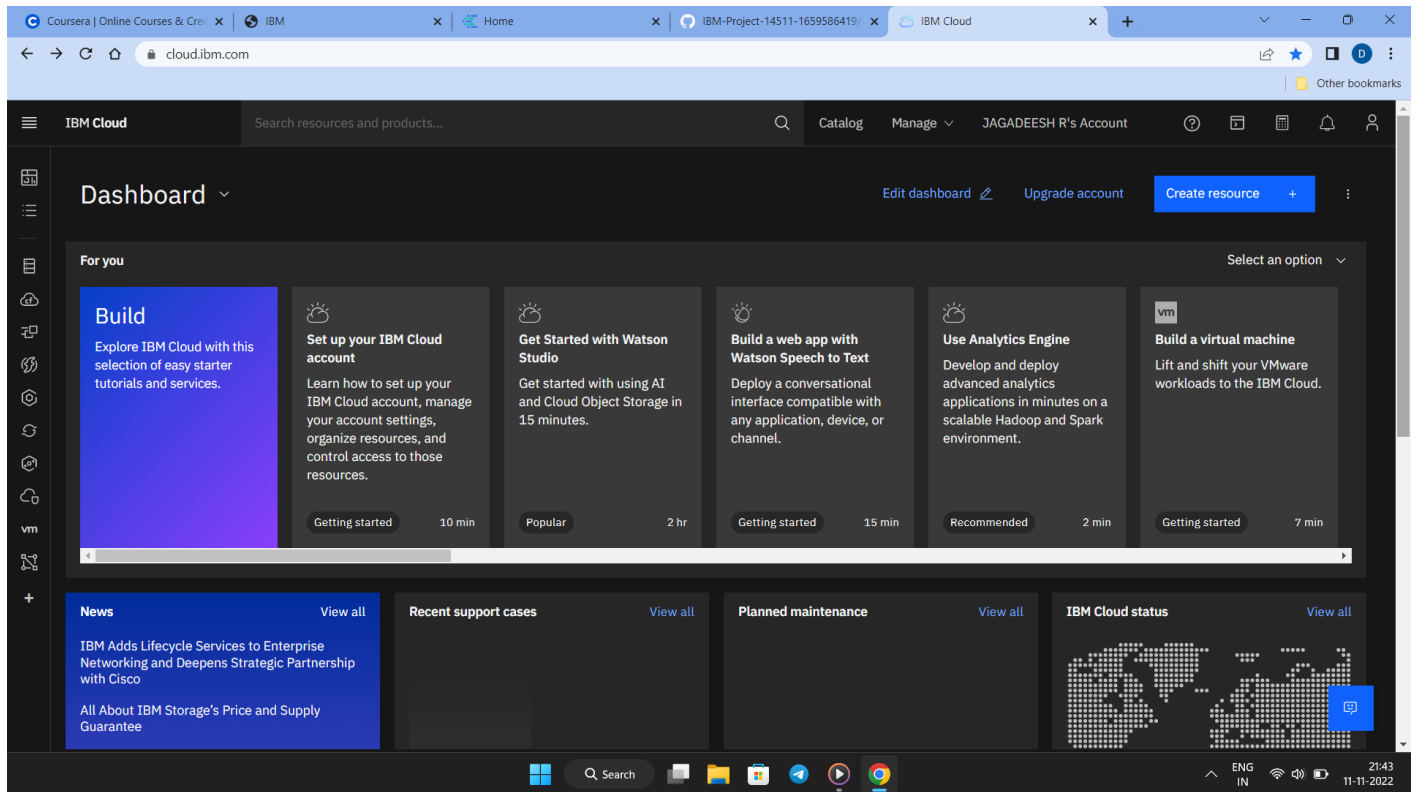 Coursera | Online Courses & Cre
IBM
Home
IBM-Project-14511-1659586419/
IBM Cloud
cloud.ibm.com
D
Other bookmarks
IBM Cloud
Search resources and products...
Catalog
Manage
JAGADEESH R's Account
Dashboard
Edit dashboard
Upgrade account
Create resource +
For you
Select an option
Build
Explore IBM Cloud with this
selection of easy starter
tutorials and services.
Set up your IBM Cloud
account
Learn how to set up your
IBM Cloud account, manage
your account settings,
organize resources, and
control access to those
resources.
Getting started
10 min
Get Started with Watson
Studio
Get started with using AI
and Cloud Object Storage in
15 minutes.
Popular
2 hr
Build a web app with
Watson Speech to Text
Deploy a conversational
interface compatible with
any application, device, or
channel.
Getting started
15 min
Use Analytics Engine
Develop and deploy
advanced analytics
applications in minutes on a
scalable Hadoop and Spark
environment.
Recommended
2 min
vm
Build a virtual machine
Lift and shift your VMware
workloads to the IBM Cloud.
Getting started
7 min
vm
News
View all
IBM Adds Lifecycle Services to Enterprise
Networking and Deepens Strategic Partnership
with Cisco
All About IBM Storage's Price and Supply
Guarantee
Recent support cases
View all
Planned maintenance
View all
IBM Cloud status
View all
Search
ENG
IN
21:43
11-11-2022